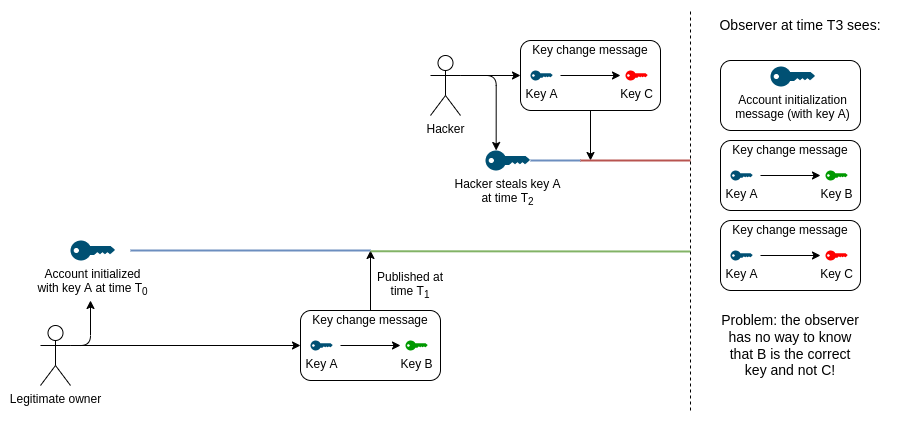 Observer at time T3 sees:
Key change message
Key A
Key C
Hacker
Hacker steals key A
at time T2
Account initialization
message (with key A)
Key change message
Key A
Key B
Key change message
Key A
Key C
Account initialized
with key A at time T0
Published at
time T1
Key change message
Key A
Key B
Legitimate owner
Problem: the observer
has no way to know
that B is the correct
key and not C!